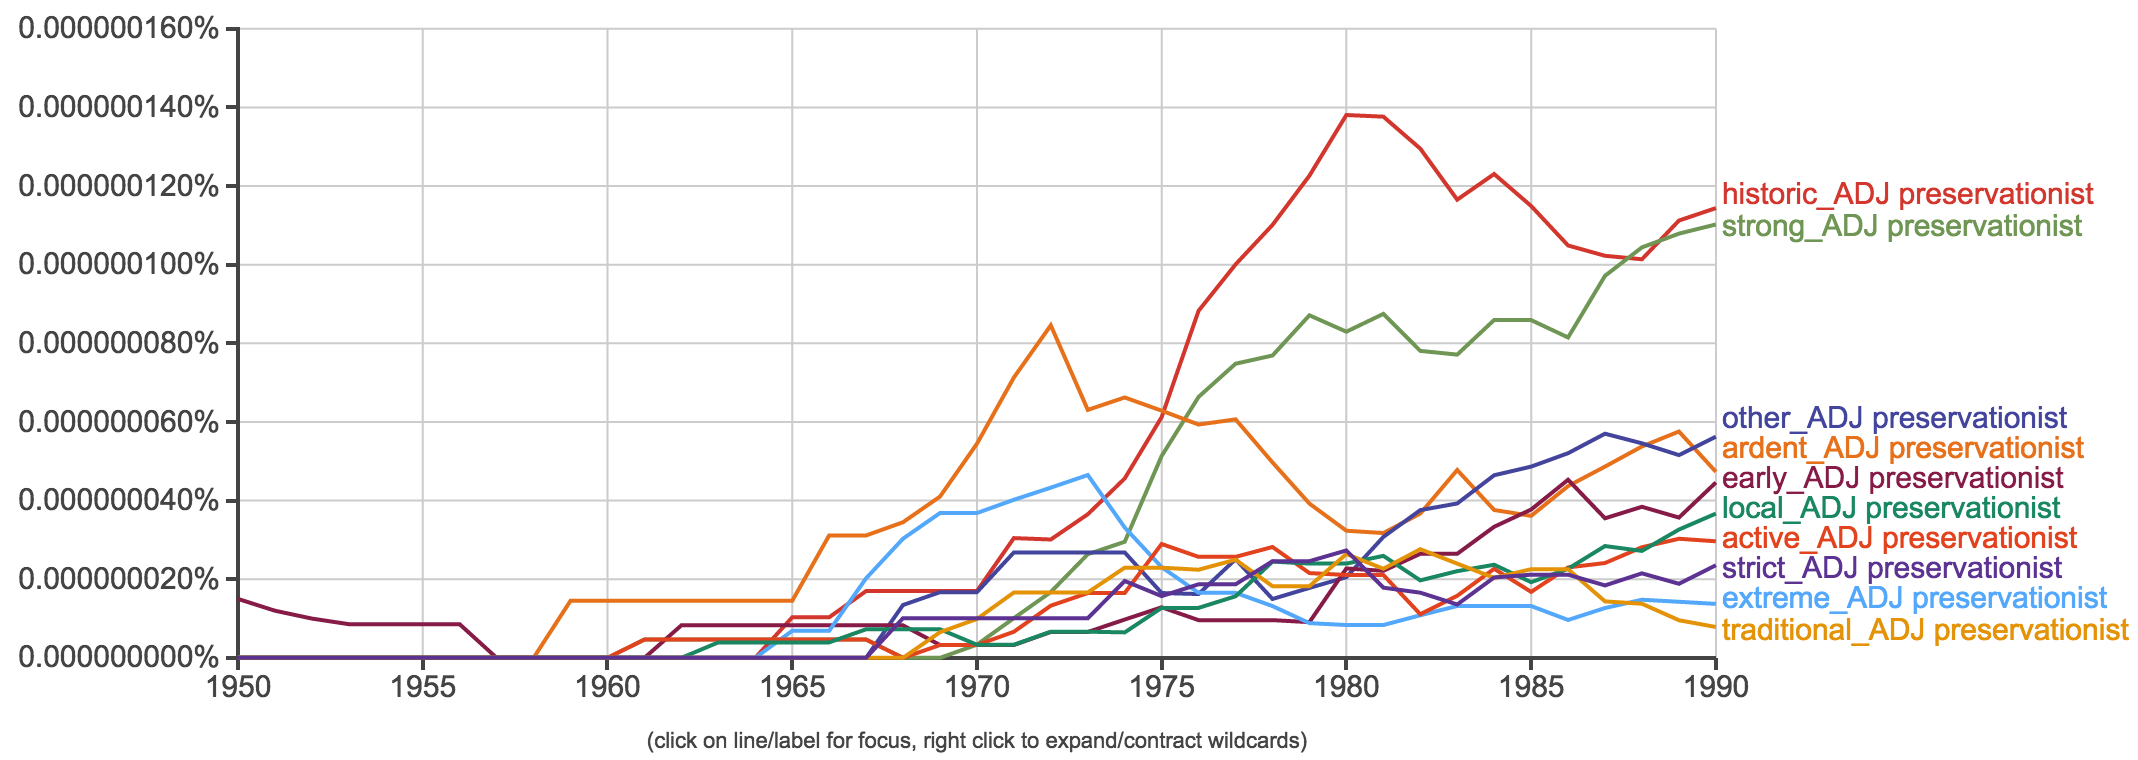 0.000000160%
0.000000140%
0.000000120%
0.000000100%
0.000000080%
0.000000060%
0.000000040%
0.000000020%
0.000000000%
historic_ADJ preservationist
strong_ADJ preservationist
other_ADJ preservationist
ardent_ADJ preservationist
early_ADJ preservationist
local_ADJ preservationist
active_ADJ preservationist
strict_ADJ preservationist
extreme_ADJ preservationist
traditional_ADJ preservationist
1950 1955 1960 1965 1970 1975 1980 1985 1990
(click on line/label for focus, right click to expand/contract wildcards)